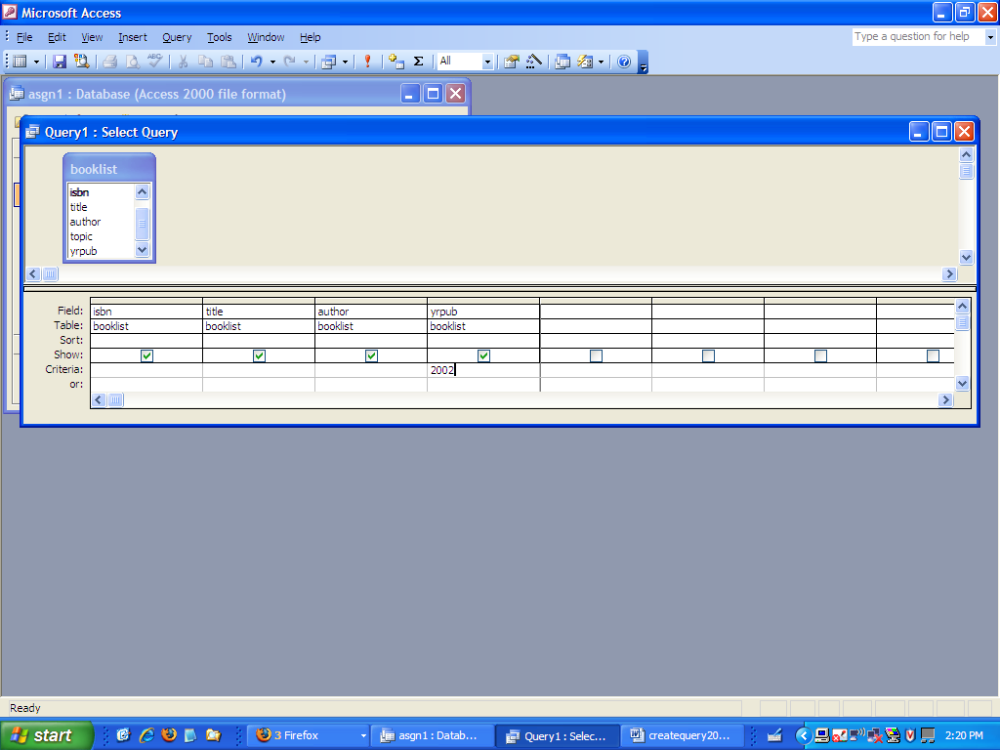 Microsoft Access
File Edit View Insert Query Tools Window Help
Type a question for help
ABC
All
asgn1 : Database (Access 2000 file format)
Query1 : Select Query
booklist
isbn
title
author
topic
yrpub
Field: isbn title author yrpub
Table: booklist booklist booklist booklist
Sort:
Show:
Criteria: 2002
or:
Ready
start
3 Firefox
asgn1 : Datab...
Query1 : Selec...
createquery20...
2:20 PM